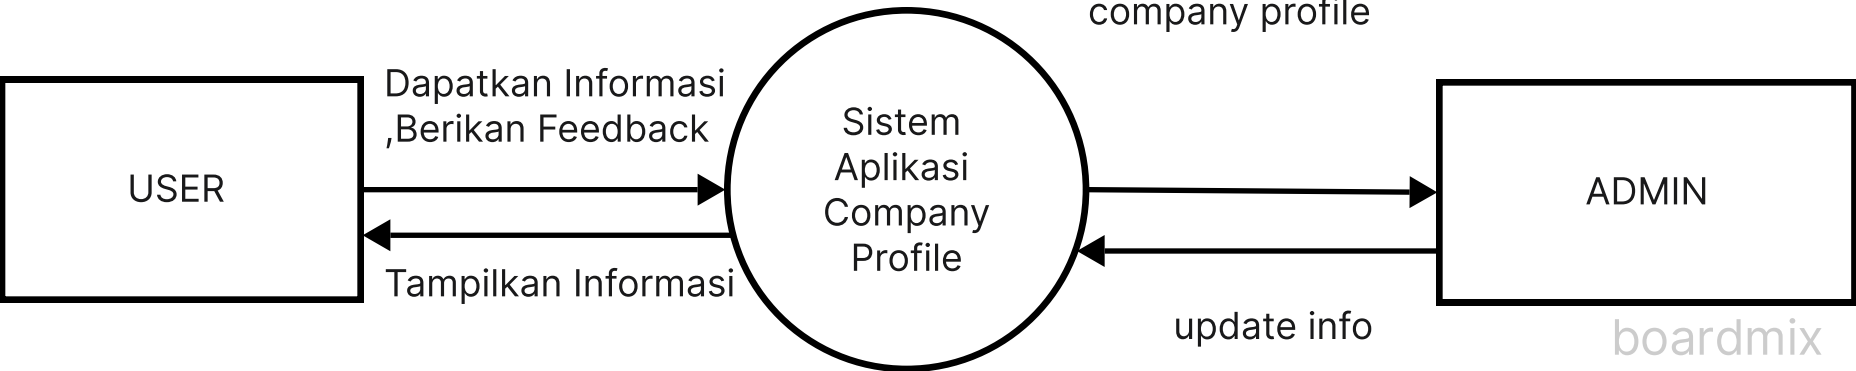 company profile
Dapatkan Informasi
,Berikan Feedback
USER
Tampilkan Informasi
Sistem
Aplikasi
Company
Profile
ADMIN
update info
boardmix